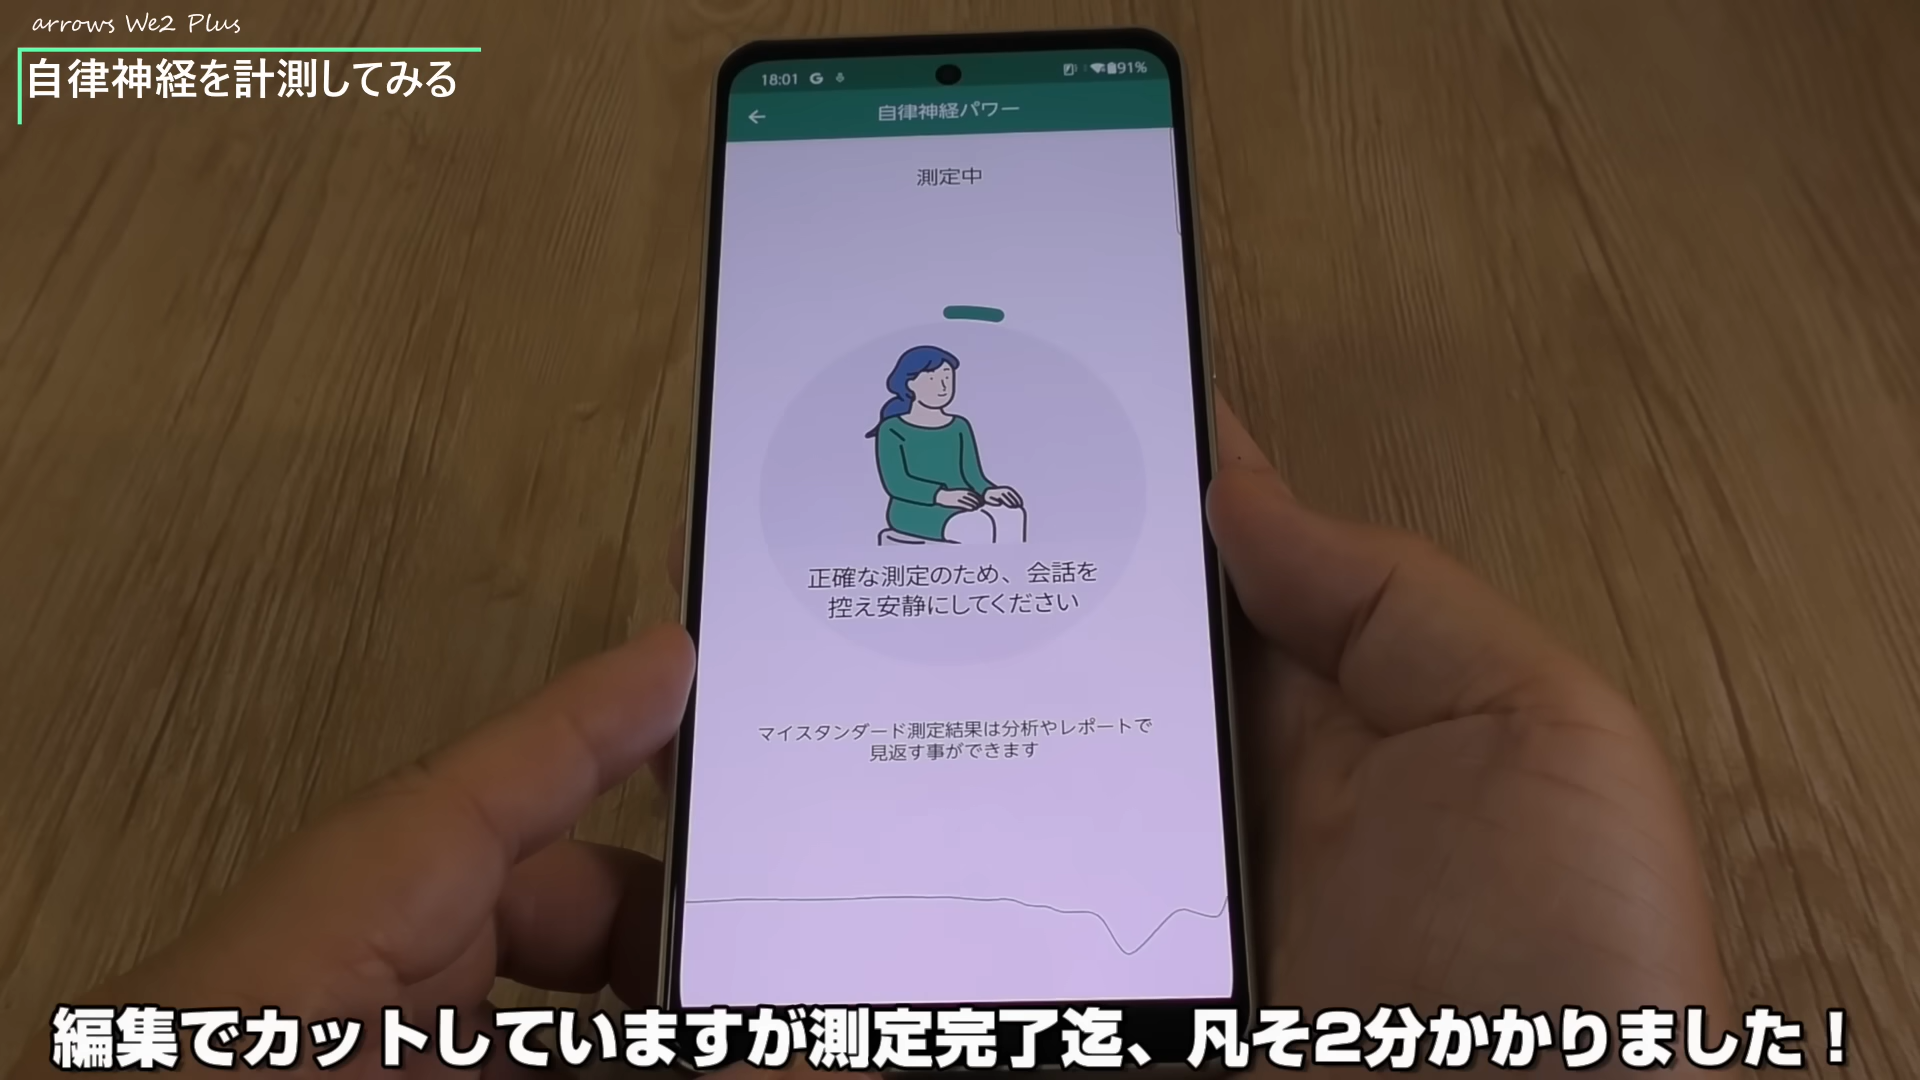 arrows We2 Plus
自律神経を計測してみる
18:01 G 91%
自律神経パワー
測定中
正確な測定のため、会話を
控え安静にしてください
マイスタンダード測定結果は分析やレポートで
見返す事ができます
編集でカットしていますが測定完了迄、凡そ2分かかりました！